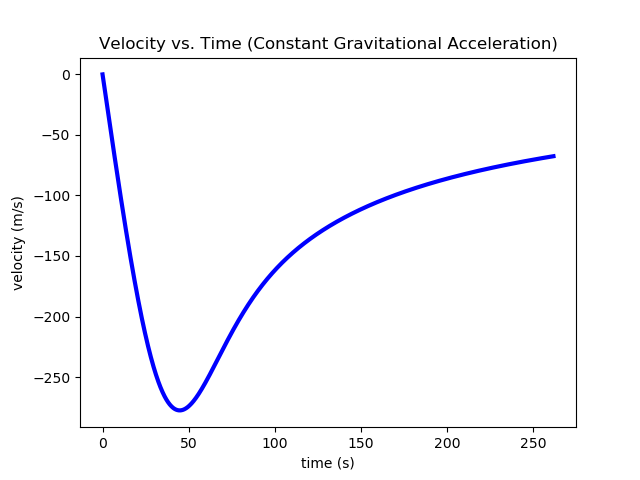 Velocity vs. Time (Constant Gravitational Acceleration)
0
−50
−100
−150
−200
−250
velocity (m/s)
0 50 100 150 200 250
time (s)